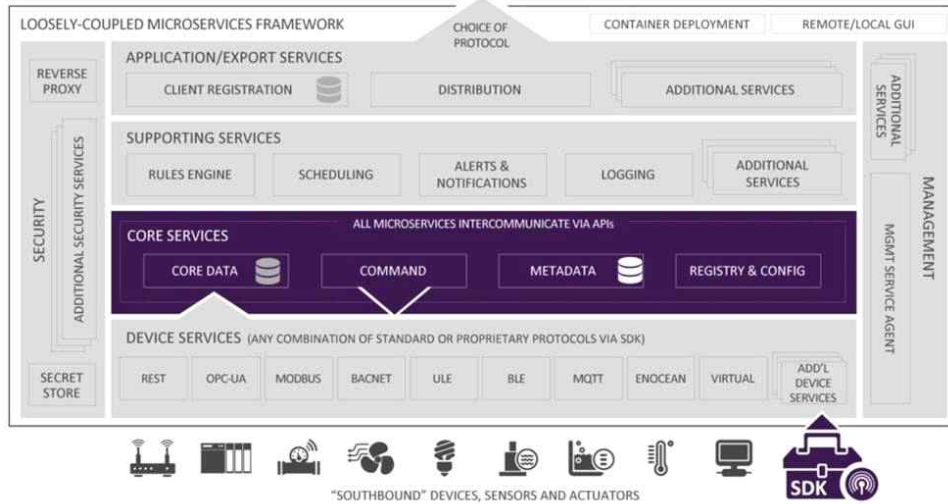 LOOSELY-COUPLED MICROSERVICES FRAMEWORK
CHOICE OF
PROTOCOL
CONTAINER DEPLOYMENT
REMOTE/LOCAL GUI
REVERSE
PROXY
APPLICATION/EXPORT SERVICES
CLIENT REGISTRATION
DISTRIBUTION
ADDITIONAL SERVICES
ADDITIONAL
SERVICES
SECURITY
ADDITIONAL SECURITY SERVICES
SUPPORTING SERVICES
RULES ENGINE
SCHEDULING
ALERTS &
NOTIFICATIONS
LOGGING
ADDITIONAL
SERVICES
MANAGEMENT
MGMT SERVICE AGENT
ALL MICROSERVICES INTERCOMMUNICATE VIA APIs
CORE SERVICES
CORE DATA
COMMAND
METADATA
REGISTRY & CONFIG
DEVICE SERVICES (ANY COMBINATION OF STANDARD OR PROPRIETARY PROTOCOLS VIA SDK)
SECRET
STORE
REST
OPC-UA
MODBUS
BACNET
ULE
BLE
MQTT
ENOCEAN
VIRTUAL
ADD'L
DEVICE
SERVICES
SDK
"SOUTHBOUND" DEVICES, SENSORS AND ACTUATORS